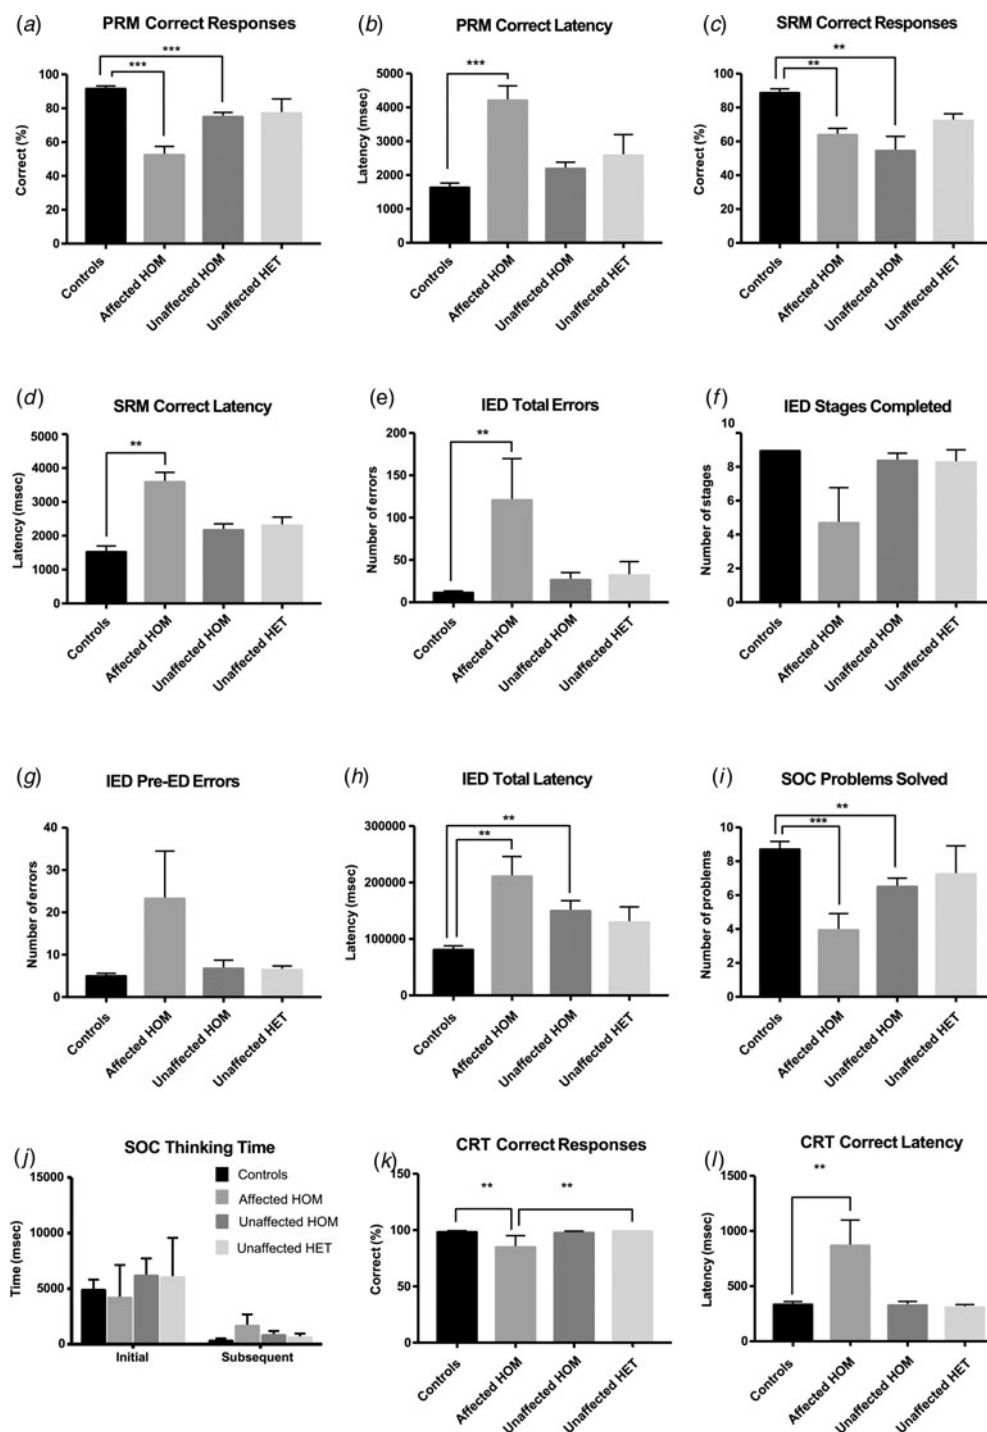 (a) PRM Correct Responses
***
***
Correct (%)
100
80
60
40
20
0
Controls
Affected HOM
Unaffected HOM
Unaffected HET
(b) PRM Correct Latency
***
Latency (msec)
5000
4000
3000
2000
1000
0
Controls
Affected HOM
Unaffected HOM
Unaffected HET
(c) SRM Correct Responses
**
**
Correct (%)
100
80
60
40
20
0
Controls
Affected HOM
Unaffected HOM
Unaffected HET
(d) SRM Correct Latency
**
Latency (msec)
5000
4000
3000
2000
1000
0
Controls
Affected HOM
Unaffected HOM
Unaffected HET
(e) IED Total Errors
**
Number of errors
200
150
100
50
0
Controls
Affected HOM
Unaffected HOM
Unaffected HET
(f) IED Stages Completed
Number of stages
10
8
6
4
2
0
Controls
Affected HOM
Unaffected HOM
Unaffected HET
(g) IED Pre-ED Errors
Number of errors
40
30
20
10
0
Controls
Affected HOM
Unaffected HOM
Unaffected HET
(h) IED Total Latency
**
**
Latency (msec)
300000
200000
100000
0
Controls
Affected HOM
Unaffected HOM
Unaffected HET
(i) SOC Problems Solved
**
***
Number of problems
10
8
6
4
2
0
Controls
Affected HOM
Unaffected HOM
Unaffected HET
(j) SOC Thinking Time
Time (msec)
15000
10000
5000
0
Controls
Affected HOM
Unaffected HOM
Unaffected HET
Initial
Subsequent
(k) CRT Correct Responses
** **
Correct (%)
150
100
50
0
Controls
Affected HOM
Unaffected HOM
Unaffected HET
(l) CRT Correct Latency
**
Latency (msec)
1500
1000
500
0
Controls
Affected HOM
Unaffected HOM
Unaffected HET